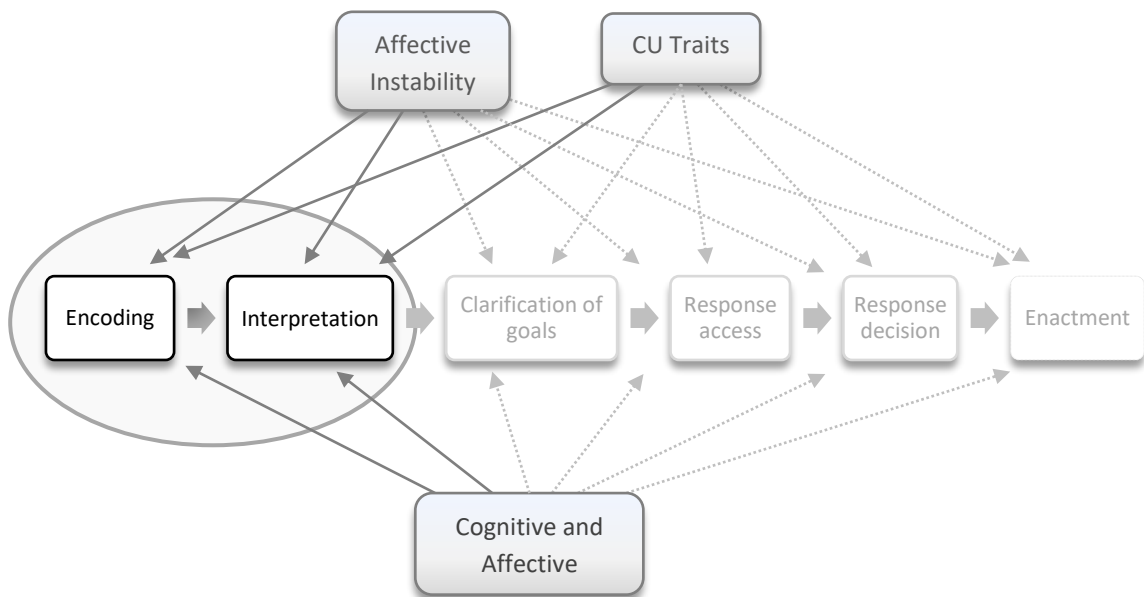 Affective
Instability
CU Traits
Encoding
Interpretation
Clarification of
goals
Response
access
Response
decision
Enactment
Cognitive and
Affective